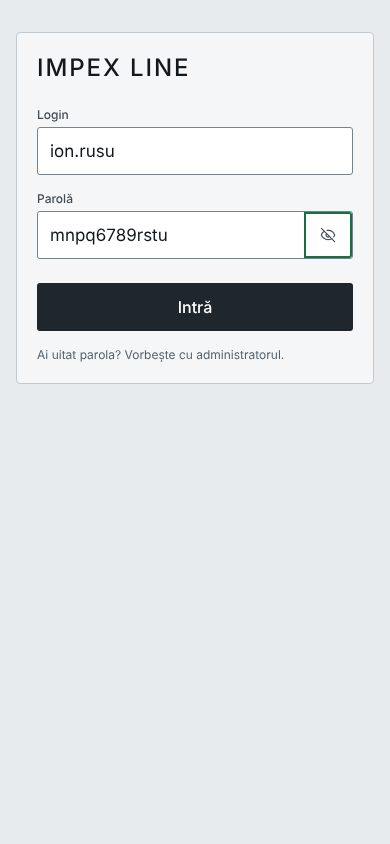 IMPEX LINE
Login
ion.rusu
Parolă
mnpq6789rstu
Intră
Ai uitat parola? Vorbește cu administratorul.